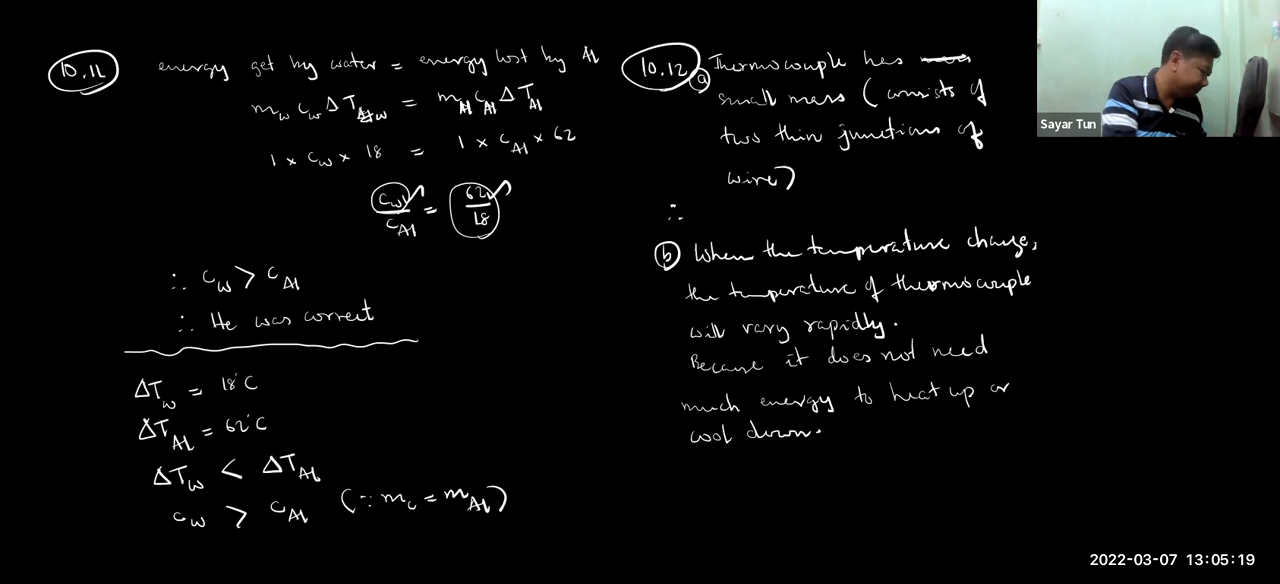 10.11 energy get by water = energy lost by Al
m_w c_w ΔT_w = m_Al c_Al ΔT_Al
1 × c_w × 18 = 1 × c_Al × 62
c_w / c_Al = 62 / 18
∴ c_w > c_Al
∴ He was correct
ΔT_w = 18°C
ΔT_Al = 62°C
ΔT_w < ΔT_Al
c_w > c_Al (∵ m_c = m_Al)
10.12 a Thermocouple has
small mass (consists of
two thin junctions of
wire)
∴
b When the temperature change,
the temperature of thermocouple
will vary rapidly.
Because it does not need
much energy to heat up or
cool down.
Sayar Tun
2022-03-07 13:05:19